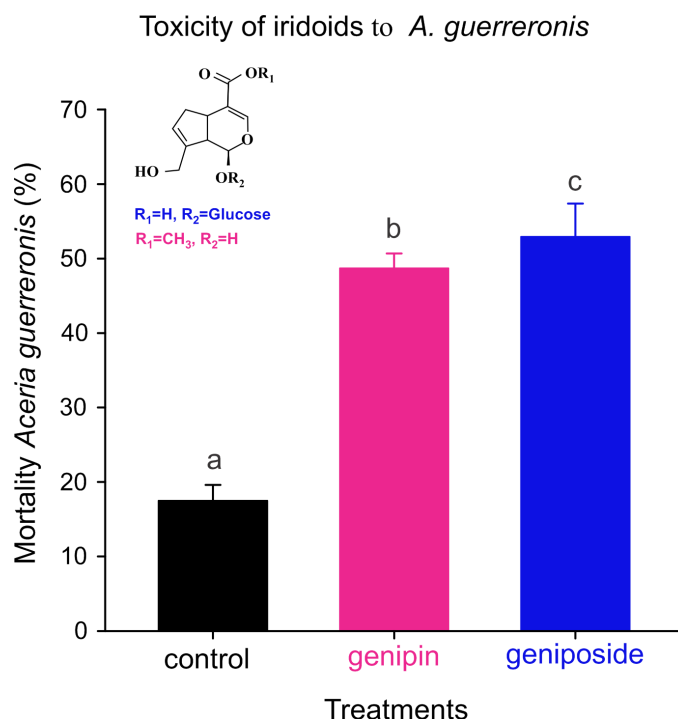 Toxicity of iridoids to A. guerreronis
O
OR₁
O
HO
OR₂
R₁=H, R₂=Glucose
R₁=CH₃, R₂=H
Mortality Aceria guerreronis (%)
70
60
50
40
30
20
10
0
a
b
c
control
genipin
geniposide
Treatments